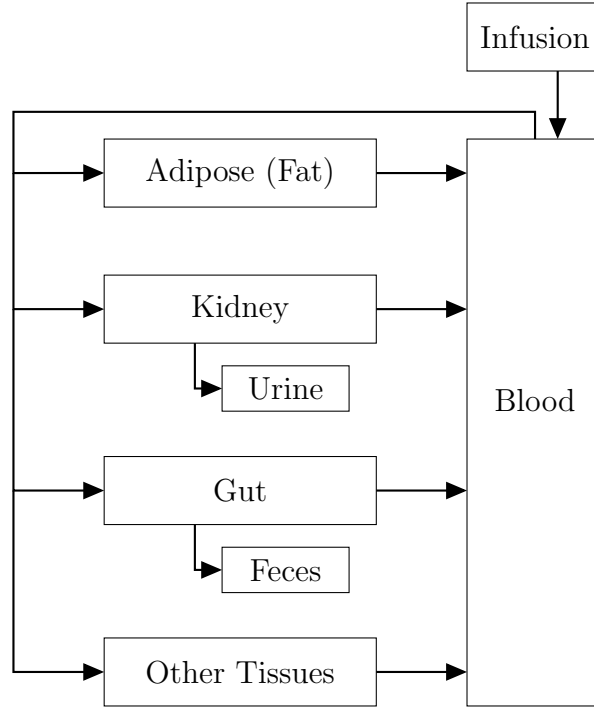 Infusion
Adipose (Fat)
Kidney
Urine
Blood
Gut
Feces
Other Tissues